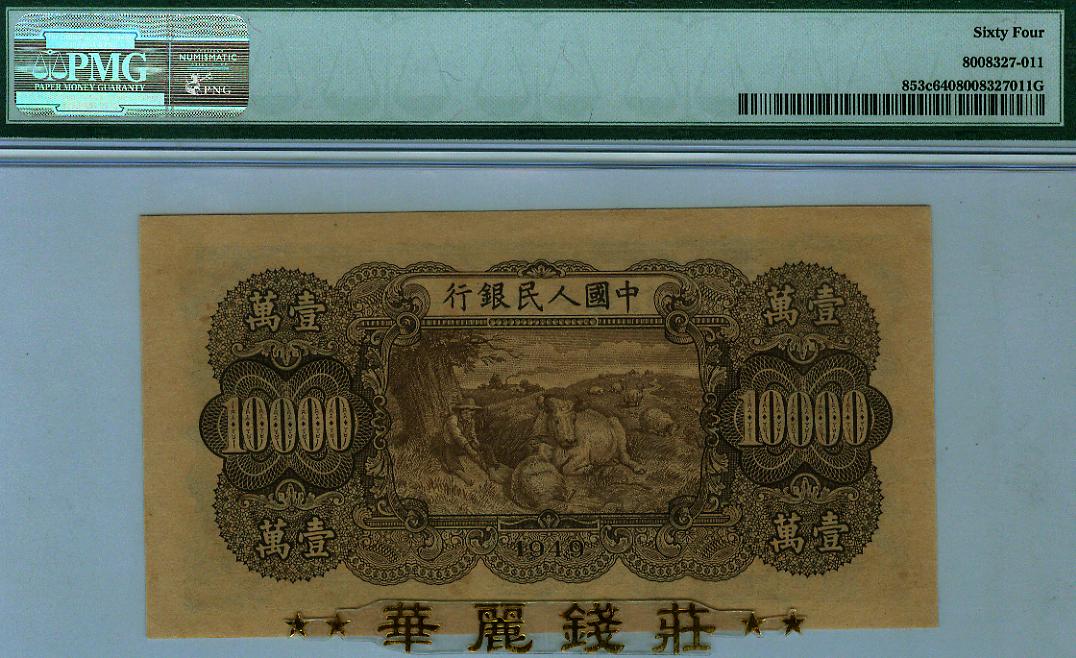 PMG
PAPER MONEY GUARANTY
NUMISMATIC
PNG
Sixty Four
8008327-011
853c6408008327011G
行銀民人國中
萬壹
萬壹
10000
10000
萬壹
萬壹
1949
★★華麗錢莊★★